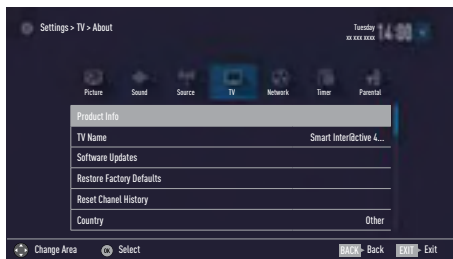 Settings > TV > About
Tuesday
xx xxx xxxx
14:00
Picture Sound Source TV Network Timer Parental
Product Info
TV Name Smart Inter@ctive 4...
Software Updates
Restore Factory Defaults
Reset Chanel History
Country Other
Change Area OK Select BACK Back EXIT Exit